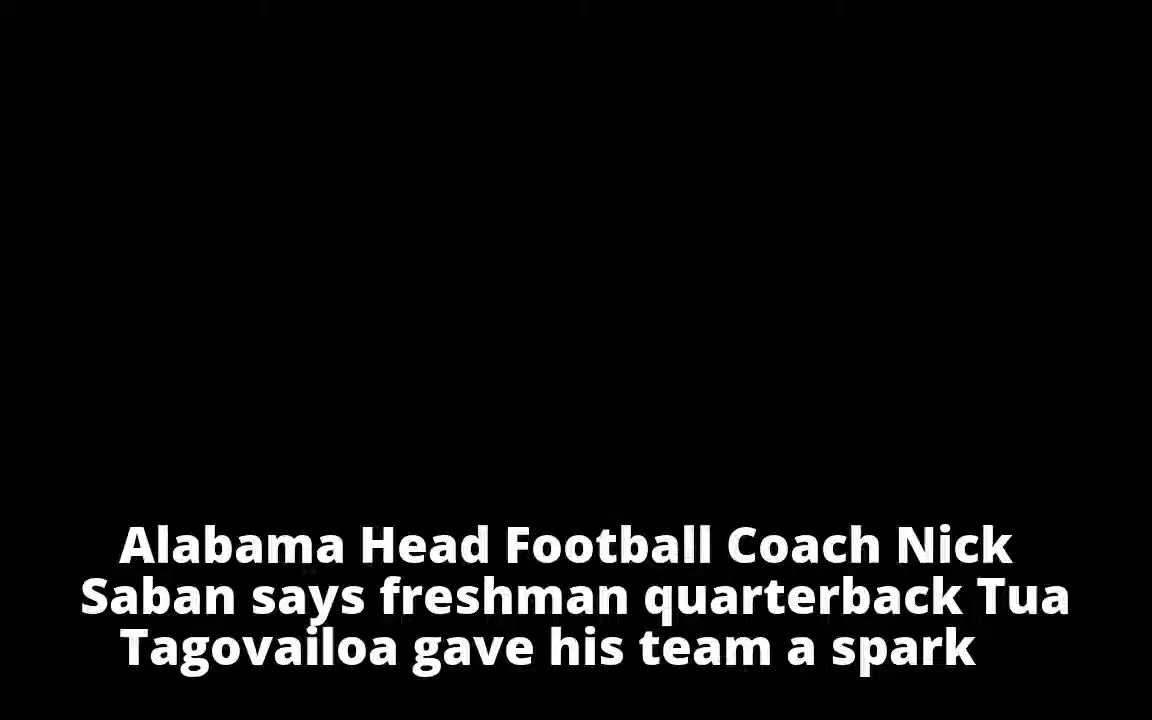 Alabama Head Football Coach Nick
Saban says freshman quarterback Tua
Tagovailoa gave his team a spark